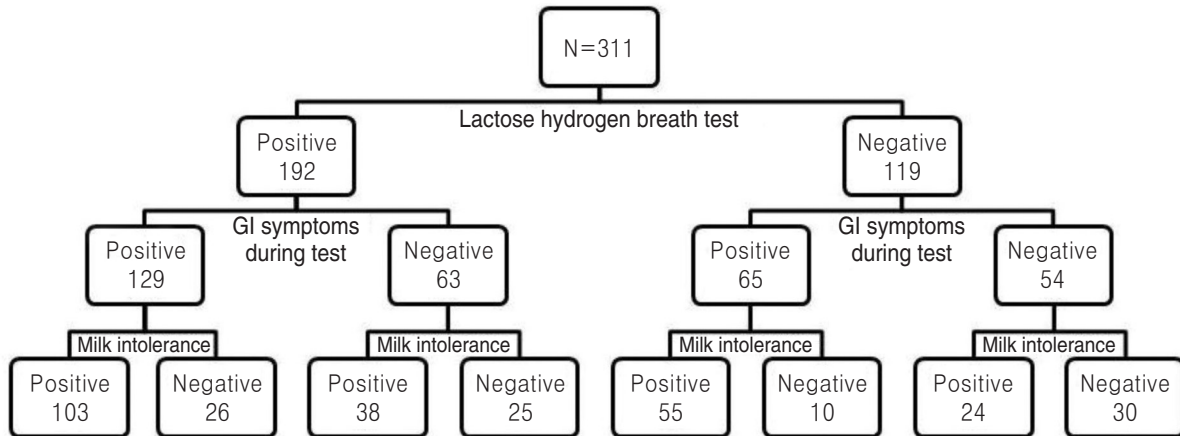 N=311
Lactose hydrogen breath test
Positive
192
Negative
119
GI symptoms
during test
GI symptoms
during test
Positive
129
Negative
63
Positive
65
Negative
54
Milk intolerance
Milk intolerance
Milk intolerance
Milk intolerance
Positive
103
Negative
26
Positive
38
Negative
25
Positive
55
Negative
10
Positive
24
Negative
30